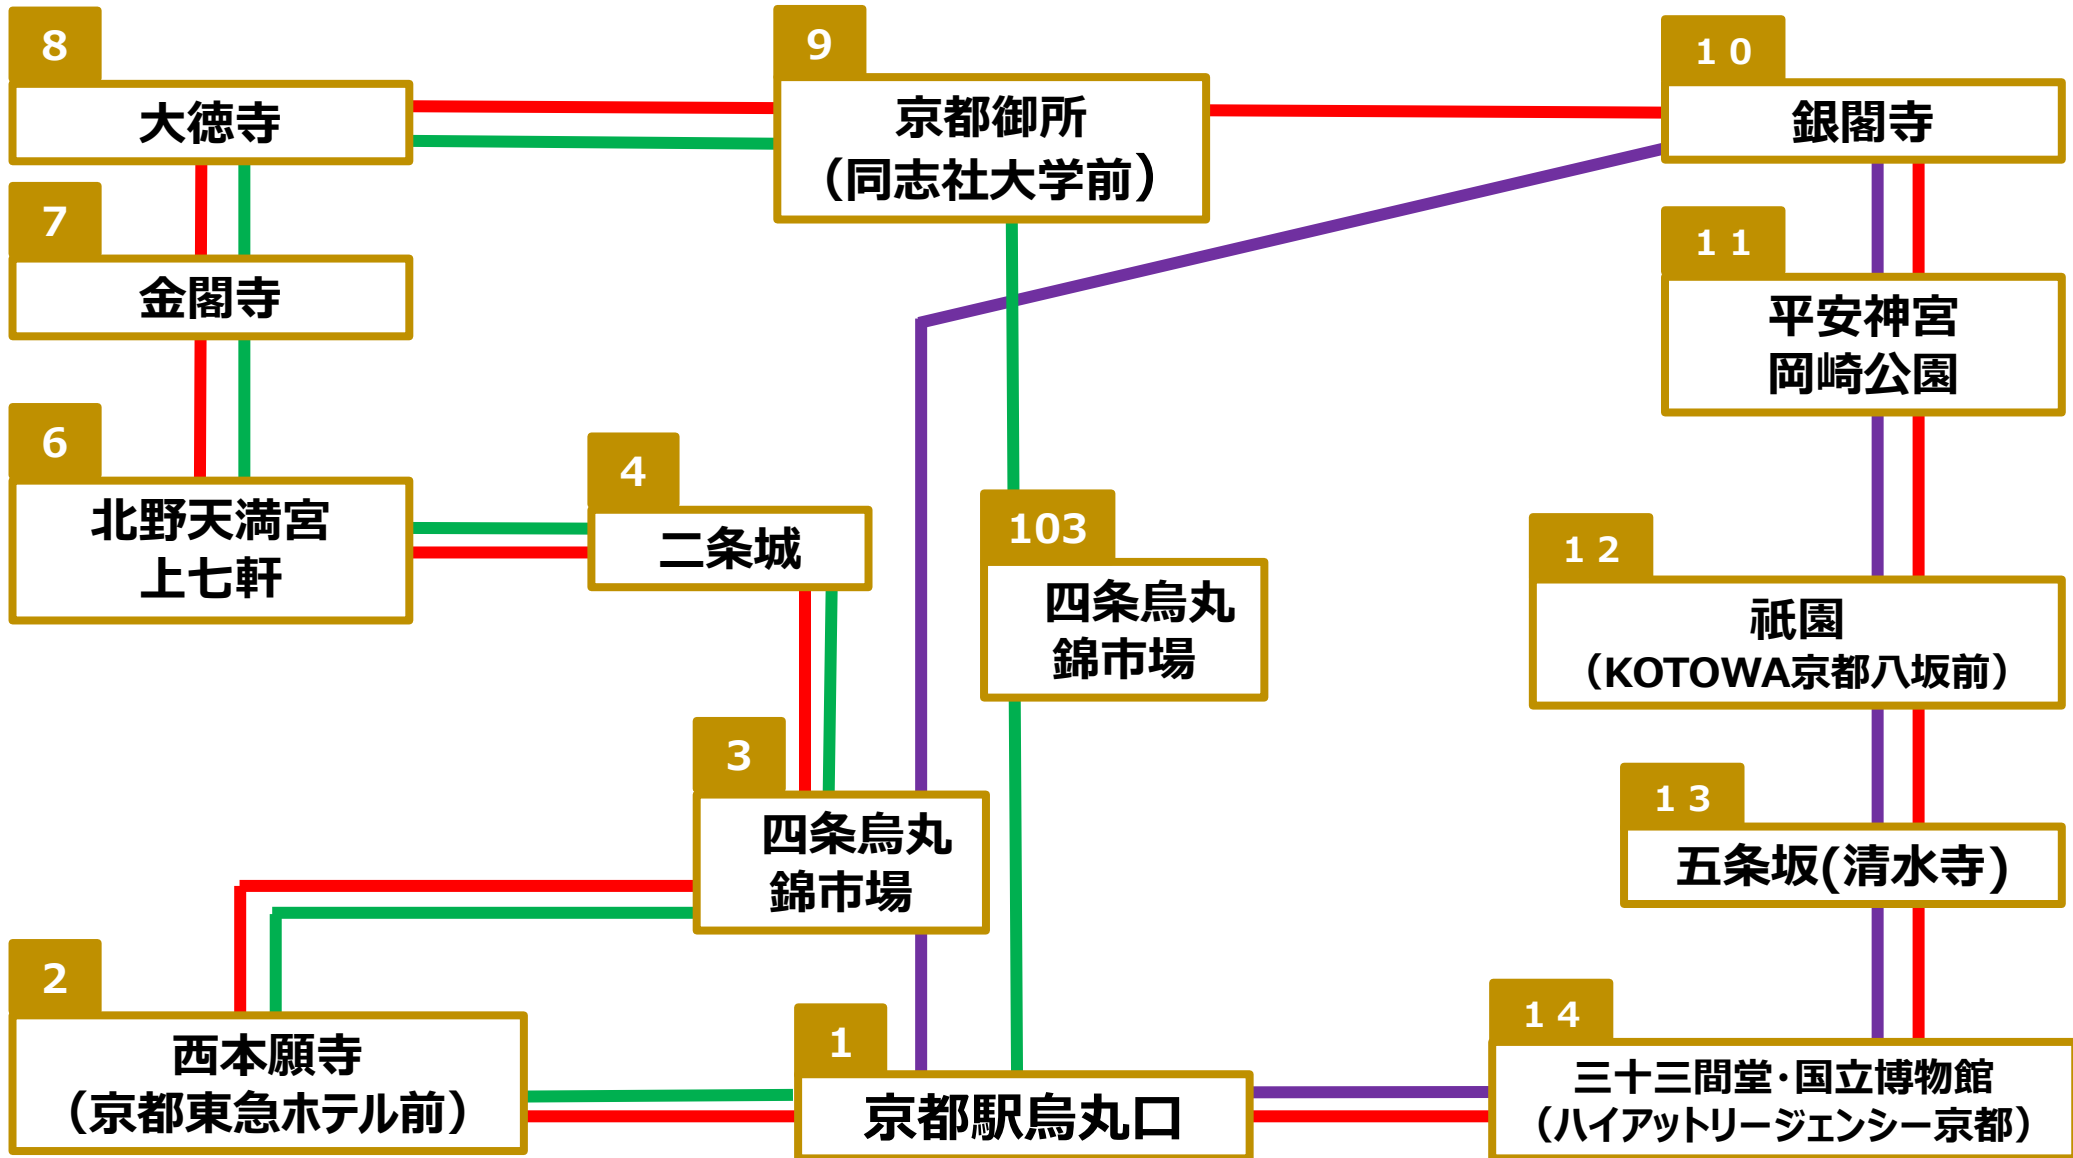 8
大徳寺
9
京都御所
（同志社大学前）
１０
銀閣寺
7
金閣寺
１１
平安神宮
岡崎公園
6
北野天満宮
上七軒
4
二条城
103
四条烏丸
錦市場
１２
祇園
（KOTOWA京都八坂前）
3
四条烏丸
錦市場
１３
五条坂(清水寺)
2
西本願寺
（京都東急ホテル前）
1
京都駅烏丸口
１４
三十三間堂・国立博物館
（ハイアットリージェンシー京都）